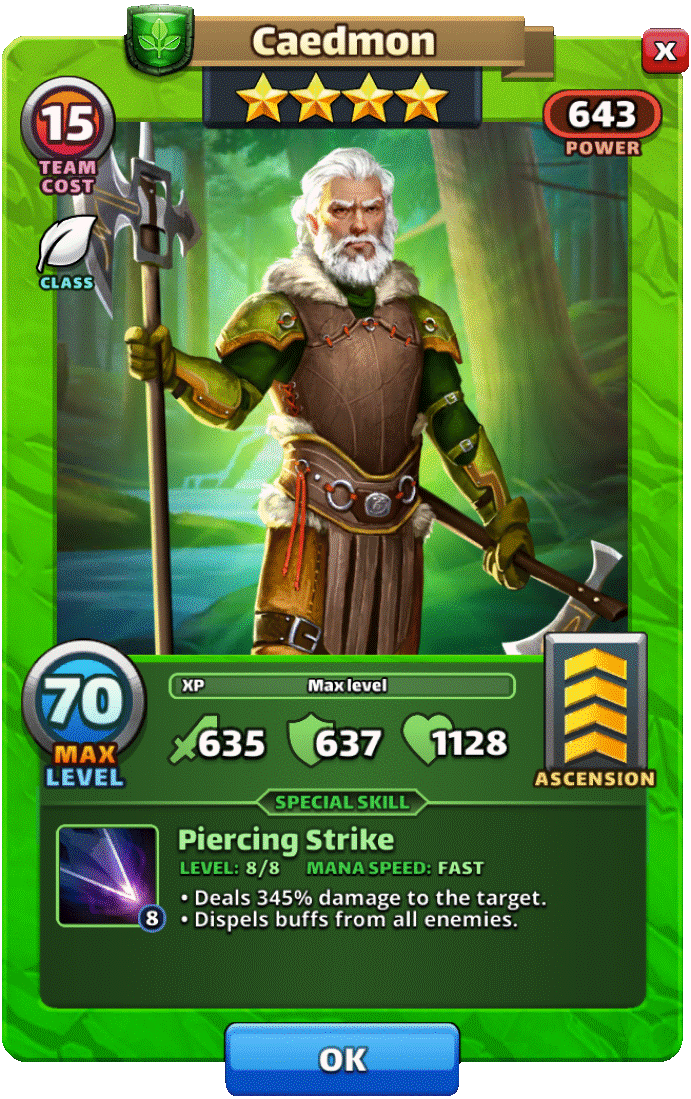 Caedmon
X
15
TEAM
COST
643
POWER
CLASS
70
MAX
LEVEL
XP Max level
635 637 1128
ASCENSION
SPECIAL SKILL
Piercing Strike
LEVEL: 8/8 MANA SPEED: FAST
8
• Deals 345% damage to the target.
• Dispels buffs from all enemies.
OK